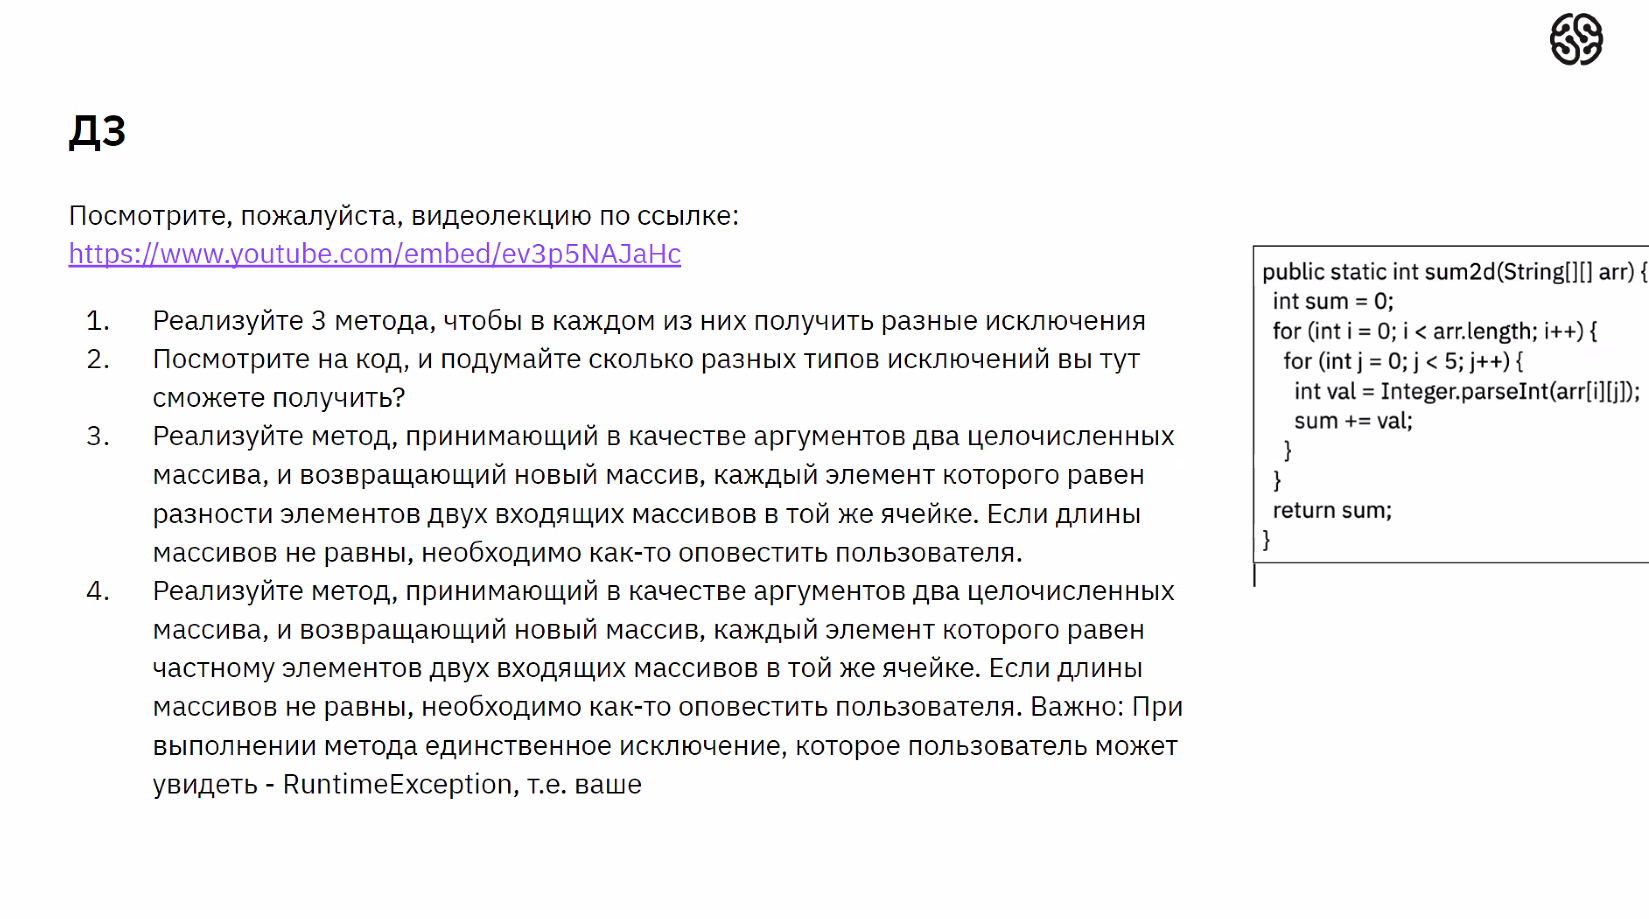 ДЗ
Посмотрите, пожалуйста, видеолекцию по ссылке:
https://www.youtube.com/embed/ev3p5NAJaHc
1. Реализуйте 3 метода, чтобы в каждом из них получить разные исключения
2. Посмотрите на код, и подумайте сколько разных типов исключений вы тут
сможете получить?
3. Реализуйте метод, принимающий в качестве аргументов два целочисленных
массива, и возвращающий новый массив, каждый элемент которого равен
разности элементов двух входящих массивов в той же ячейке. Если длины
массивов не равны, необходимо как-то оповестить пользователя.
4. Реализуйте метод, принимающий в качестве аргументов два целочисленных
массива, и возвращающий новый массив, каждый элемент которого равен
частному элементов двух входящих массивов в той же ячейке. Если длины
массивов не равны, необходимо как-то оповестить пользователя. Важно: При
выполнении метода единственное исключение, которое пользователь может
увидеть - RuntimeException, т.е. ваше
public static int sum2d(String[][] arr) {
int sum = 0;
for (int i = 0; i < arr.length; i++) {
for (int j = 0; j < 5; j++) {
int val = Integer.parseInt(arr[i][j]);
sum += val;
}
}
return sum;
}